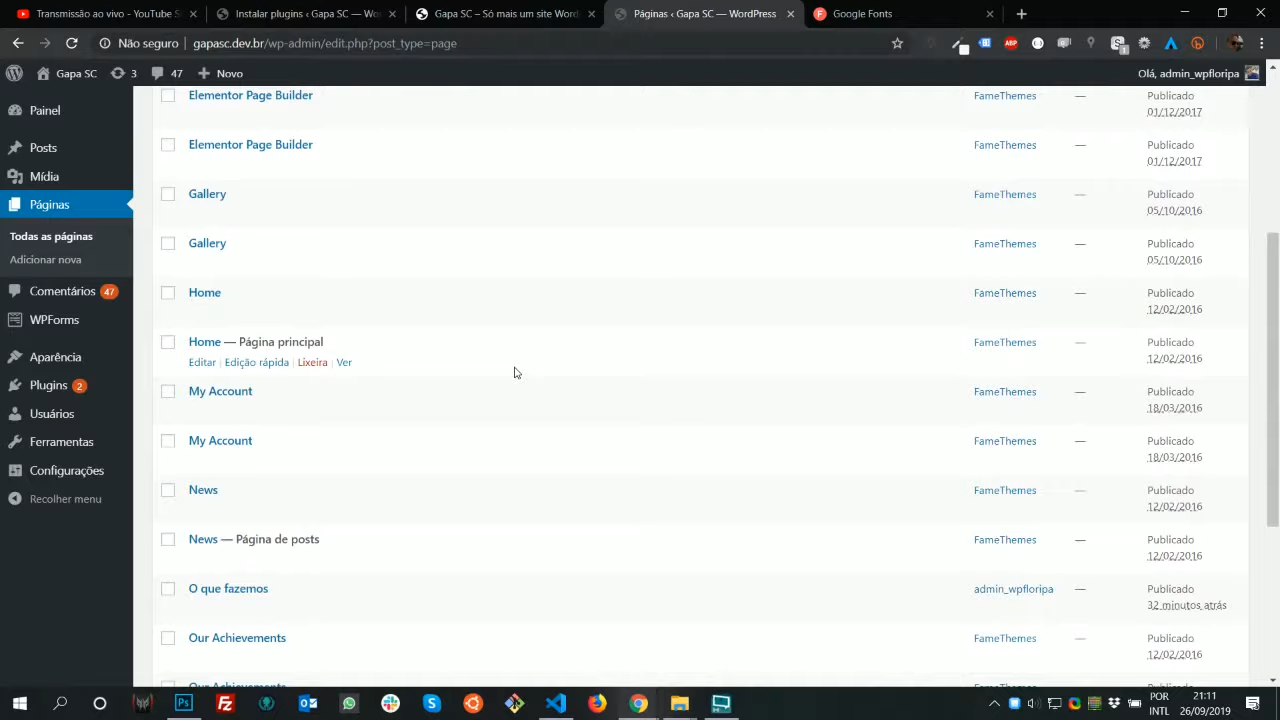 Transmissão ao vivo - YouTube S
Instalar plugins ‹ Gapa SC — Wor
Gapa SC – Só mais um site Word
Páginas ‹ Gapa SC — WordPress
Google Fonts
Não seguro | gapasc.dev.br/wp-admin/edit.php?post_type=page
Gapa SC 3 47 Novo
Olá, admin_wpfloripa
Painel
Posts
Mídia
Páginas
Todas as páginas
Adicionar nova
Comentários 47
WPForms
Aparência
Plugins 2
Usuários
Ferramentas
Configurações
Recolher menu
Elementor Page Builder FameThemes — Publicado
01/12/2017
Elementor Page Builder FameThemes — Publicado
01/12/2017
Gallery FameThemes — Publicado
05/10/2016
Gallery FameThemes — Publicado
05/10/2016
Home FameThemes — Publicado
12/02/2016
Home — Página principal FameThemes — Publicado
Editar | Edição rápida | Lixeira | Ver 12/02/2016
My Account FameThemes — Publicado
18/03/2016
My Account FameThemes — Publicado
18/03/2016
News FameThemes — Publicado
12/02/2016
News — Página de posts FameThemes — Publicado
12/02/2016
O que fazemos admin_wpfloripa — Publicado
32 minutos atrás
Our Achievements FameThemes — Publicado
12/02/2016
Our Achievements
POR 21:11
INTL 26/09/2019